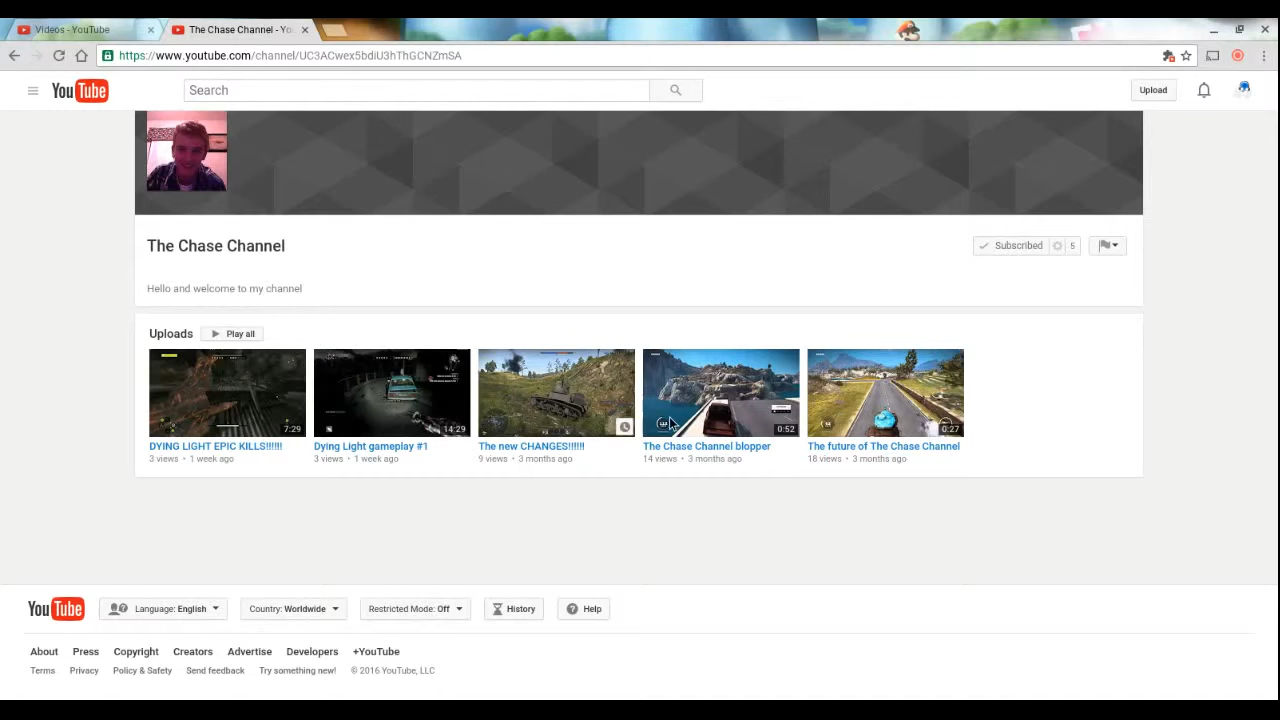 Videos - YouTube
The Chase Channel - You
https://www.youtube.com/channel/UC3ACwex5bdiU3hThGCNZmSA
YouTube
Search
Upload
The Chase Channel
Subscribed 5
Hello and welcome to my channel
Uploads Play all
7:29 14:29 0:52 0:27
DYING LIGHT EPIC KILLS!!!!!! Dying Light gameplay #1 The new CHANGES!!!!!! The Chase Channel blopper The future of The Chase Channel
3 views • 1 week ago 3 views • 1 week ago 9 views • 3 months ago 14 views • 3 months ago 18 views • 3 months ago
YouTube Language: English Country: Worldwide Restricted Mode: Off History Help
About Press Copyright Creators Advertise Developers +YouTube
Terms Privacy Policy & Safety Send feedback Try something new! © 2016 YouTube, LLC